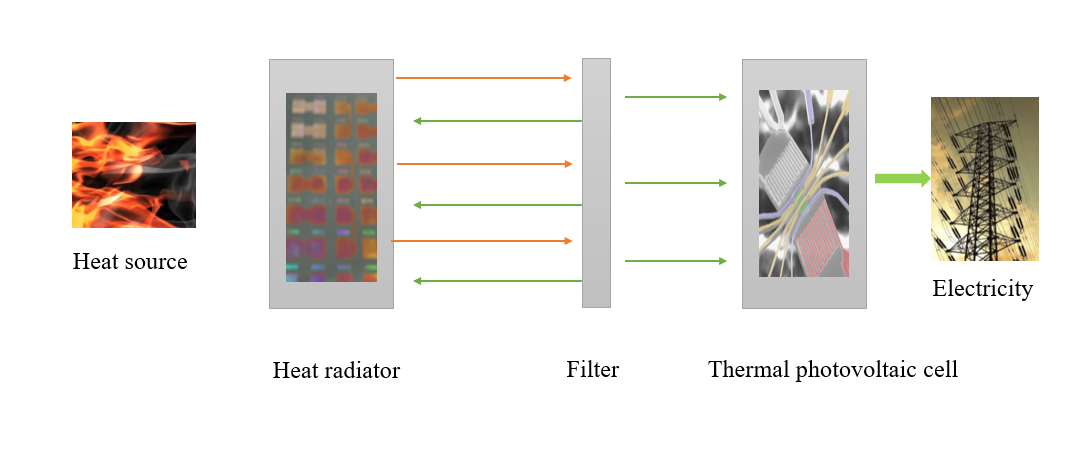 Heat source
Heat radiator
Filter
Thermal photovoltaic cell
Electricity